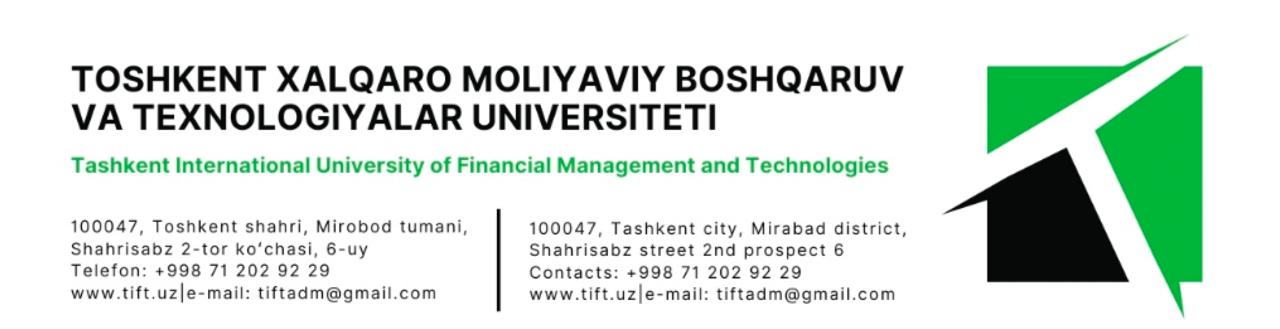 TOSHKENT XALQARO MOLIYAVIY BOSHQARUV
VA TEXNOLOGIYALAR UNIVERSITETI
Tashkent International University of Financial Management and Technologies
100047, Toshkent shahri, Mirobod tumani,
Shahrisabz 2-tor koʻchasi, 6-uy
Telefon: +998 71 202 92 29
www.tift.uz|e-mail: tiftadm@gmail.com
100047, Tashkent city, Mirabad district,
Shahrisabz street 2nd prospect 6
Contacts: +998 71 202 92 29
www.tift.uz|e-mail: tiftadm@gmail.com